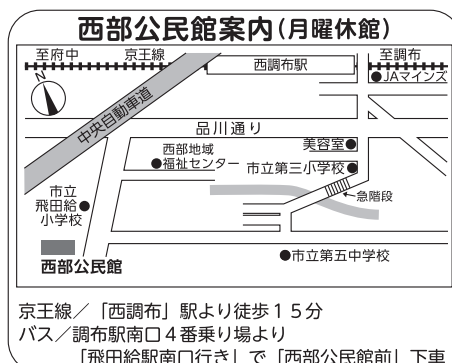 西部公民館案内(月曜休館)
至府中
京王線
西調布駅
至調布
●JAマインズ
N
中央自動車道
品川通り
美容室●
西部地域
●福祉センター
市立第三小学校●
←急階段
市立
飛田給●
小学校
西部公民館
●市立第五中学校
京王線/「西調布」駅より徒歩15分
バス/調布駅南口4番乗り場より
「飛田給駅南口行き」で「西部公民館前」下車